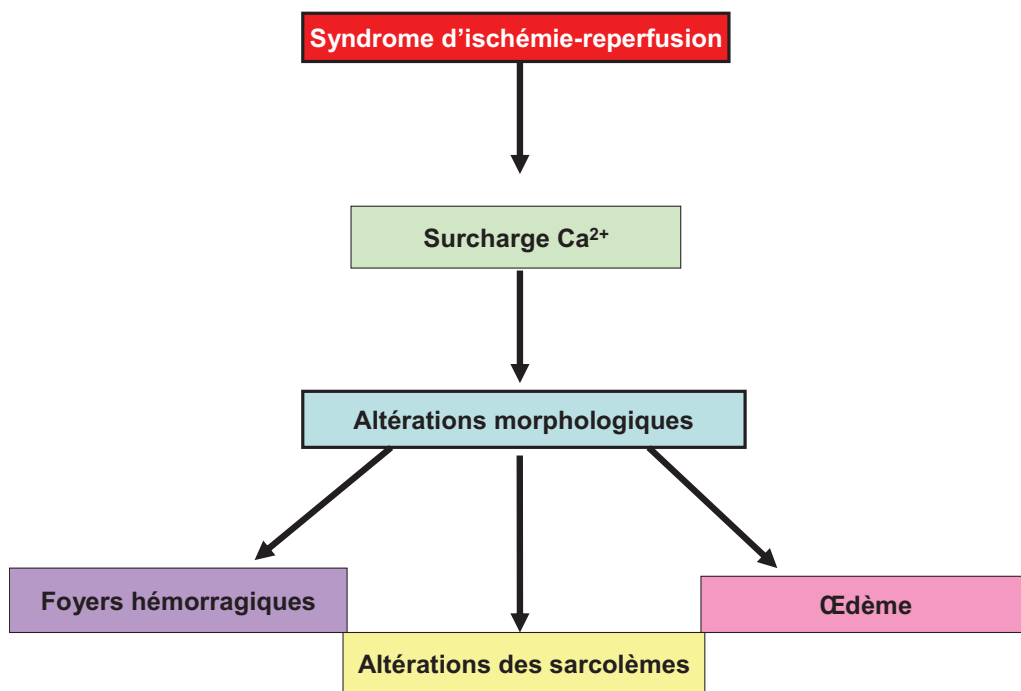 Syndrome d’ischémie-reperfusion
Surcharge Ca²⁺
Altérations morphologiques
Foyers hémorragiques
Œdème
Altérations des sarcolèmes